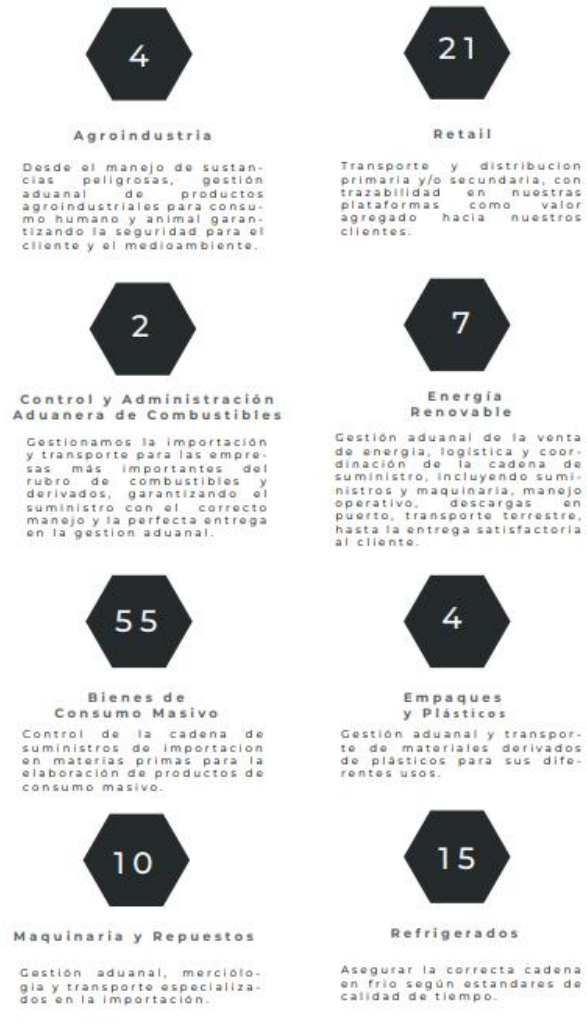 4
Agroindustria
Desde el manejo de sustan-
cias peligrosas, gestión
aduanal de productos
agroindustriales para consu-
mo humano y animal garan-
tizando la seguridad para el
cliente y el medioambiente.
21
Retail
Transporte y distribucion
primaria y/o secundaria, con
trazabilidad en nuestras
plataformas como valor
agregado hacia nuestros
clientes.
2
Control y Administración
Aduanera de Combustibles
Gestionamos la importación
y transporte para las empre-
sas más importantes del
rubro de combustibles y
derivados, garantizando el
suministro con el correcto
manejo y la perfecta entrega
en la gestion aduanal.
7
Energía
Renovable
Gestión aduanal de la venta
de energia, logistica y coor-
dinación de la cadena de
suministro, incluyendo sumi-
nistros y maquinaria, manejo
operativo, descargas en
puerto, transporte terrestre,
hasta la entrega satisfactoria
al cliente.
55
Bienes de
Consumo Masivo
Control de la cadena de
suministros de importacion
en materias primas para la
elaboración de productos de
consumo masivo.
4
Empaques
y Plásticos
Gestión aduanal y transpor-
te de materiales derivados
de plásticos para sus dife-
rentes usos.
10
Maquinaria y Repuestos
Gestión aduanal, merciólo-
gia y transporte especializa-
dos en la importación.
15
Refrigerados
Asegurar la correcta cadena
en frio según estandares de
calidad de tiempo.